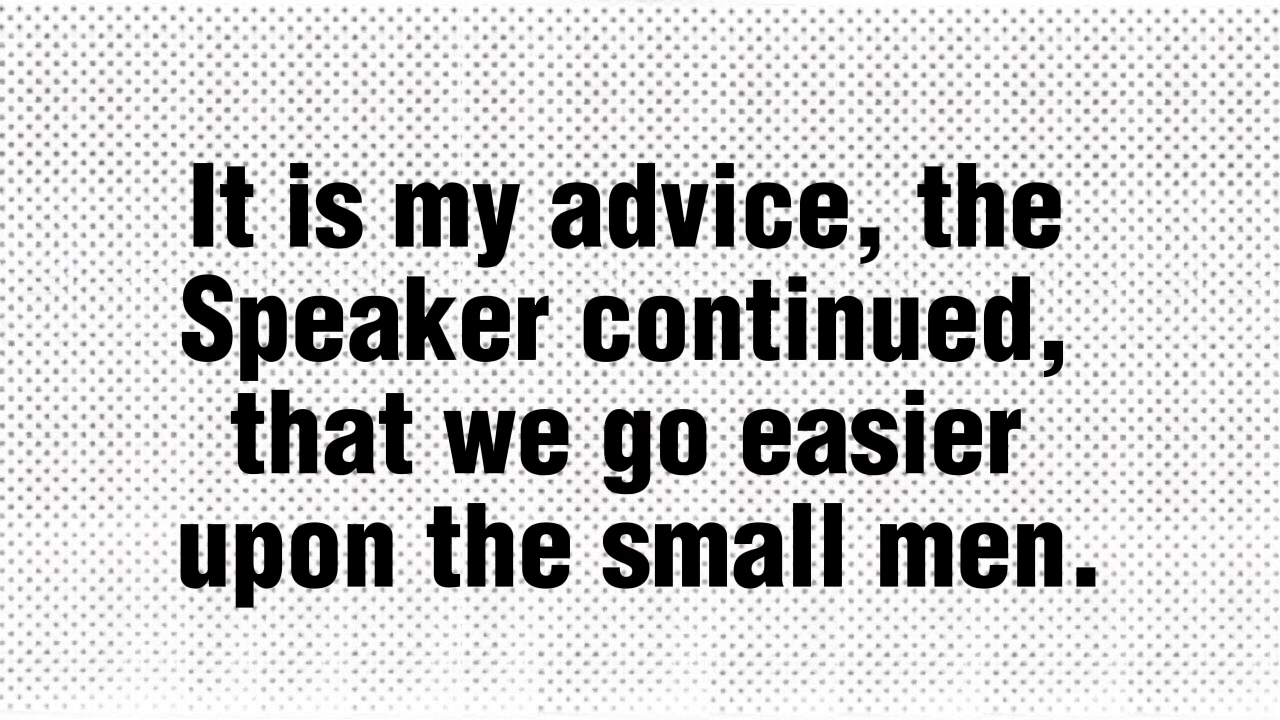 It is my advice, the
Speaker continued,
that we go easier
upon the small men.